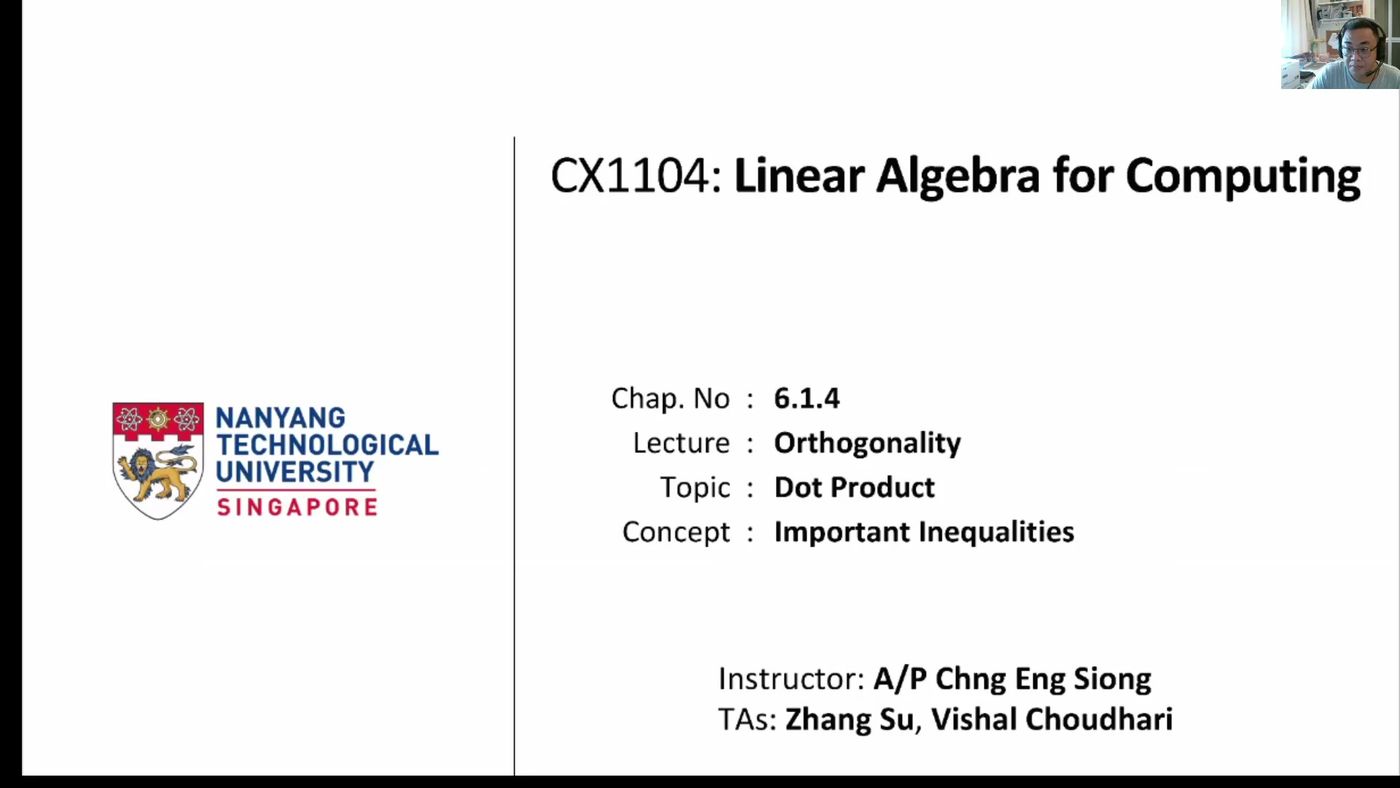 CX1104: Linear Algebra for Computing
NANYANG
TECHNOLOGICAL
UNIVERSITY
SINGAPORE
Chap. No : 6.1.4
Lecture : Orthogonality
Topic : Dot Product
Concept : Important Inequalities
Instructor: A/P Chng Eng Siong
TAs: Zhang Su, Vishal Choudhari